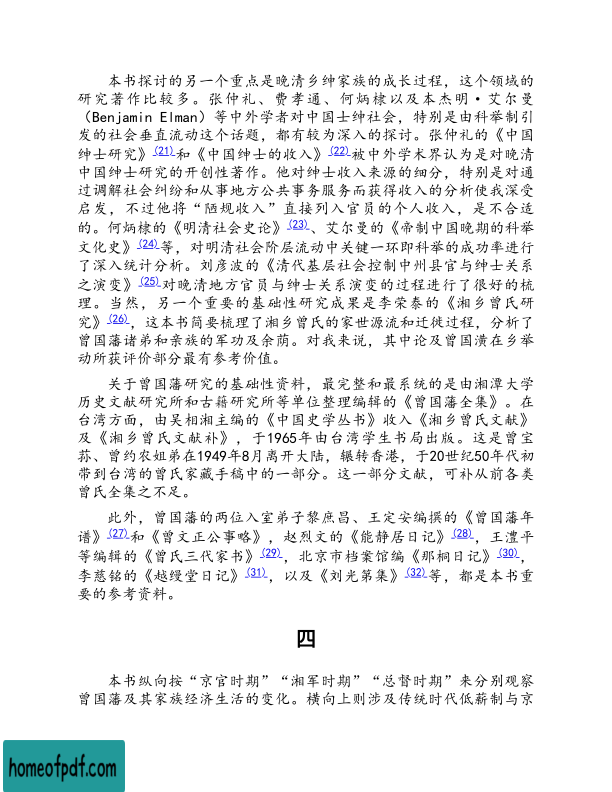 本书探讨的另一个重点是晚清乡绅家族的成长过程，这个领域的
研究著作比较多。张仲礼、费孝通、何炳棣以及本杰明·艾尔曼
（Benjamin Elman）等中外学者对中国士绅社会，特别是由科举制引
发的社会垂直流动这个话题，都有较为深入的探讨。张仲礼的《中国
绅士研究》(21)和《中国绅士的收入》(22)被中外学术界认为是对晚清
中国绅士研究的开创性著作。他对绅士收入来源的细分，特别是对通
过调解社会纠纷和从事地方公共事务服务而获得收入的分析使我深受
启发，不过他将“陋规收入”直接列入官员的个人收入，是不合适
的。何炳棣的《明清社会史论》(23)、艾尔曼的《帝制中国晚期的科举
文化史》(24)等，对明清社会阶层流动中关键一环即科举的成功率进行
了深入统计分析。刘彦波的《清代基层社会控制中州县官与绅士关系
之演变》(25)对晚清地方官员与绅士关系演变的过程进行了很好的梳
理。当然，另一个重要的基础性研究成果是李荣泰的《湘乡曾氏研
究》(26)，这本书简要梳理了湘乡曾氏的家世源流和迁徙过程，分析了
曾国藩诸弟和亲族的军功及余荫。对我来说，其中论及曾国潢在乡举
动所获评价部分最有参考价值。
关于曾国藩研究的基础性资料，最完整和最系统的是由湘潭大学
历史文献研究所和古籍研究所等单位整理编辑的《曾国藩全集》。在
台湾方面，由吴相湘主编的《中国史学丛书》收入《湘乡曾氏文献》
及《湘乡曾氏文献补》，于1965年由台湾学生书局出版。这是曾宝
荪、曾约农姐弟在1949年8月离开大陆，辗转香港，于20世纪50年代初
带到台湾的曾氏家藏手稿中的一部分。这一部分文献，可补从前各类
曾氏全集之不足。
此外，曾国藩的两位入室弟子黎庶昌、王定安编撰的《曾国藩年
谱》(27)和《曾文正公事略》，赵烈文的《能静居日记》(28)，王澧平
等编辑的《曾氏三代家书》(29)，北京市档案馆编《那桐日记》(30)，
李慈铭的《越缦堂日记》(31)，以及《刘光第集》(32)等，都是本书重
要的参考资料。
四
本书纵向按“京官时期”“湘军时期”“总督时期”来分别观察
曾国藩及其家族经济生活的变化。横向上则涉及传统时代低薪制与京
homeofpdf.com